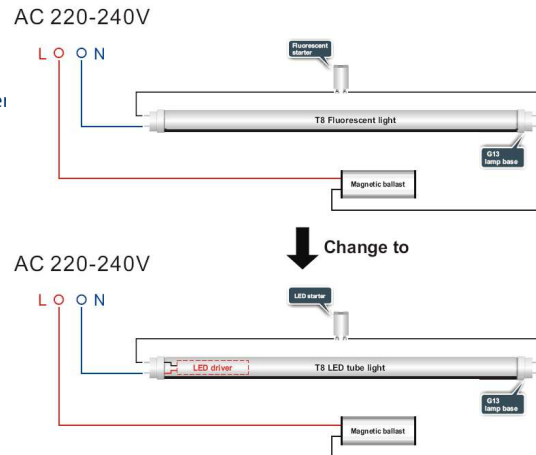 AC 220-240V
L N
Fluorescent
starter
T8 Fluorescent light
G13
lamp base
Magnetic ballast
Change to
AC 220-240V
L N
LED starter
LED driver
T8 LED tube light
G13
lamp base
Magnetic ballast